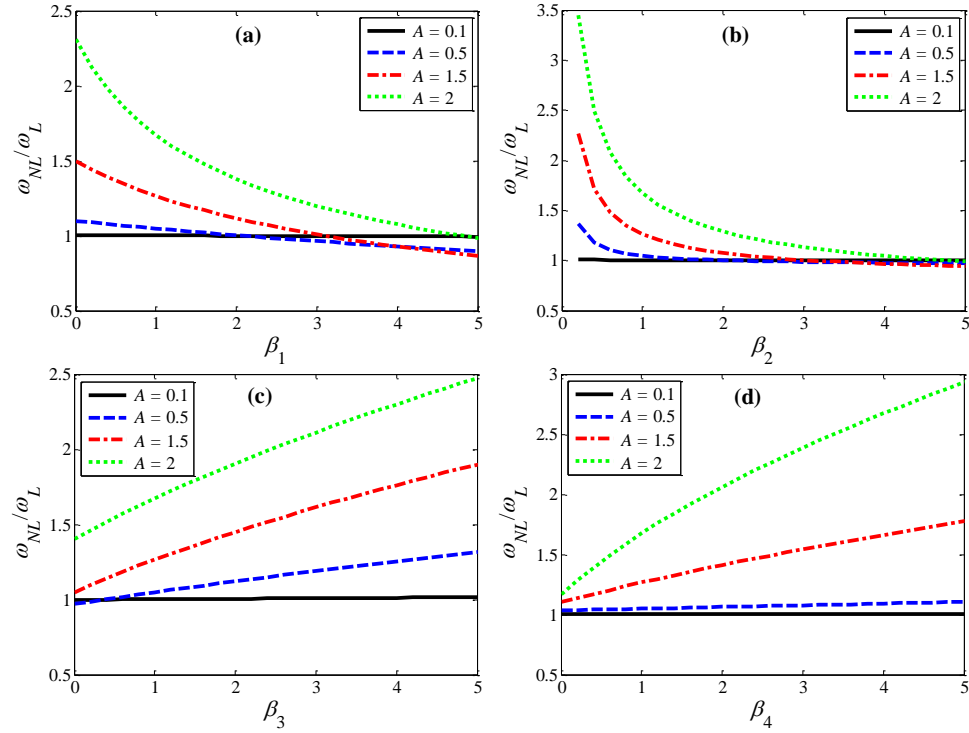 (a)
A = 0.1
A = 0.5
A = 1.5
A = 2
ω_NL/ω_L
2.5
2
1.5
1
0.5
0 1 2 3 4 5
β_1
(b)
A = 0.1
A = 0.5
A = 1.5
A = 2
ω_NL/ω_L
3.5
3
2.5
2
1.5
1
0.5
0 1 2 3 4 5
β_2
(c)
A = 0.1
A = 0.5
A = 1.5
A = 2
ω_NL/ω_L
2.5
2
1.5
1
0.5
0 1 2 3 4 5
β_3
(d)
A = 0.1
A = 0.5
A = 1.5
A = 2
ω_NL/ω_L
3
2.5
2
1.5
1
0.5
0 1 2 3 4 5
β_4